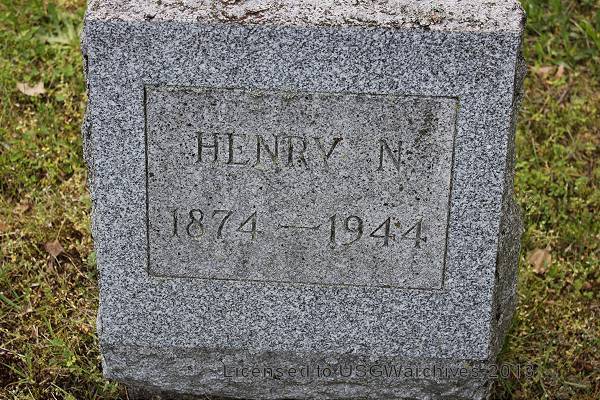 HENRY N
1874 — 1944
Licensed to USGWarchives 2013